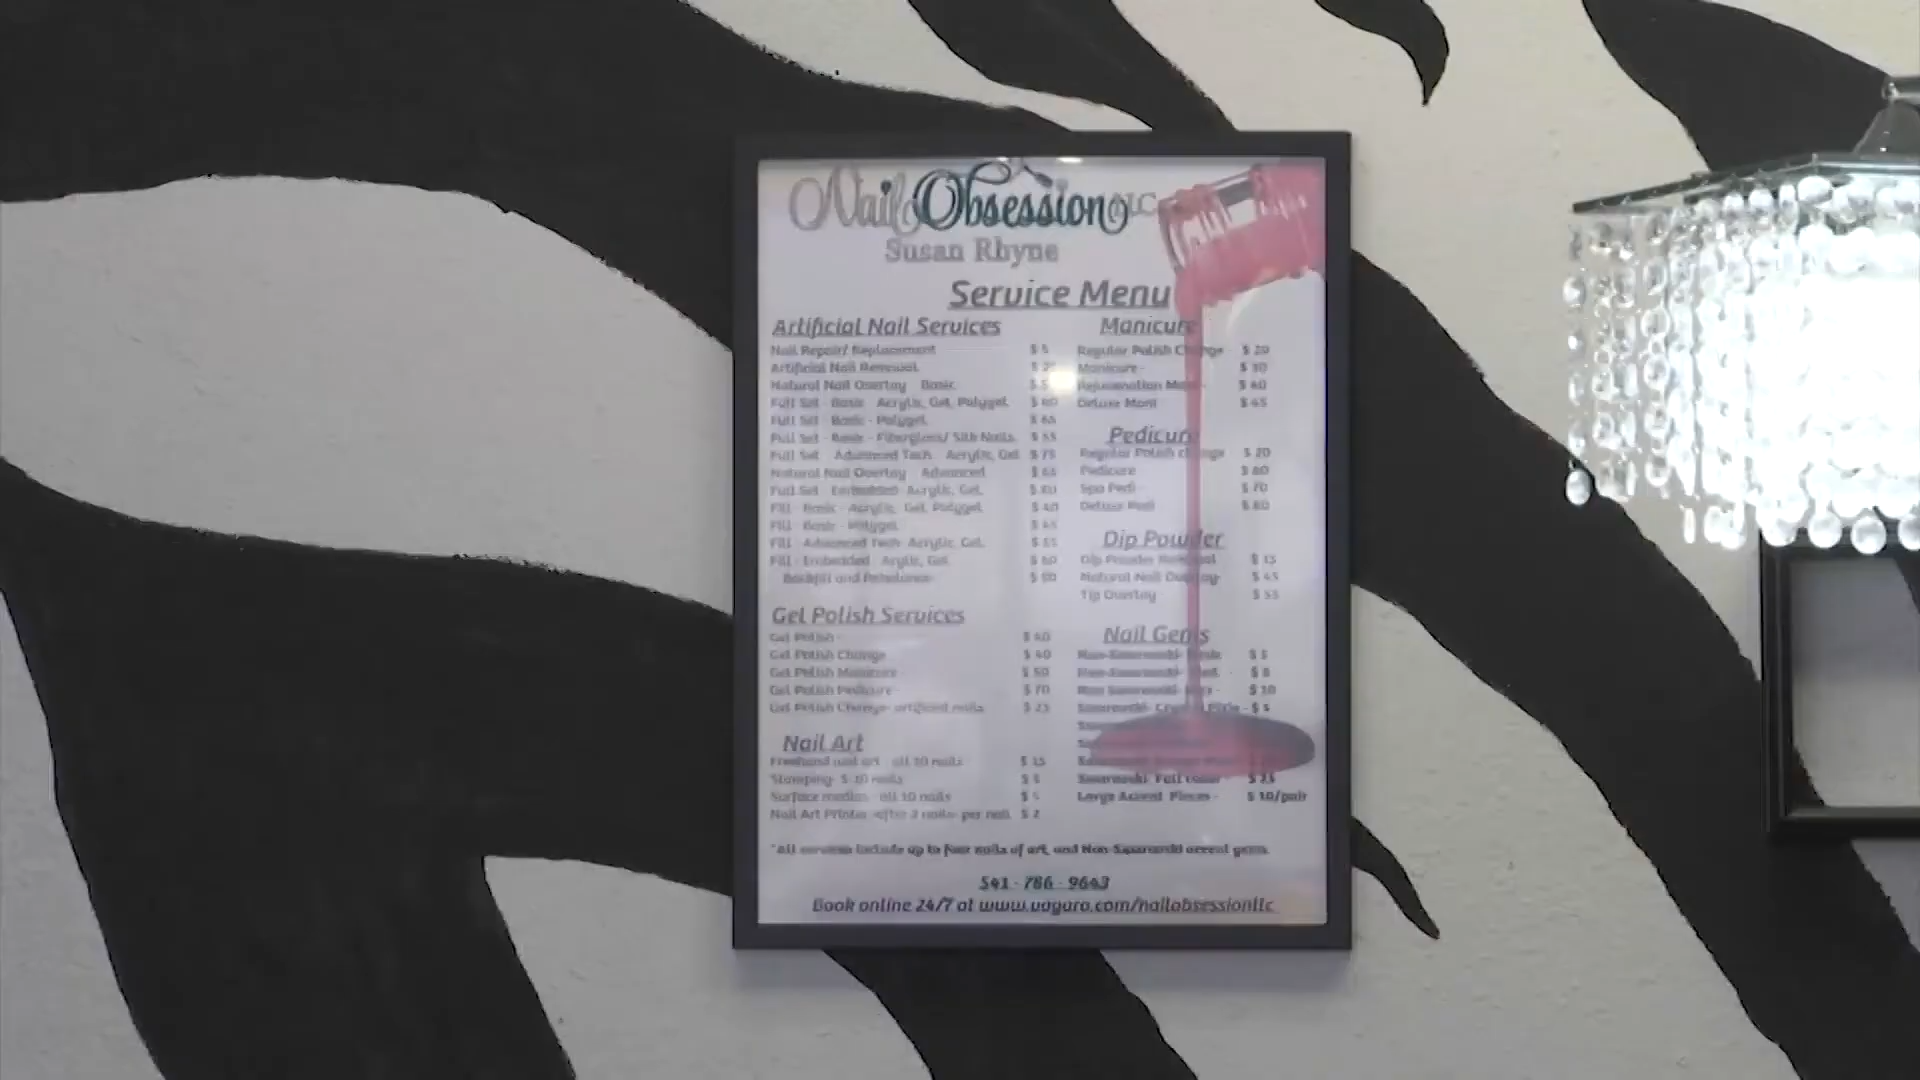 Nail Obsession LLC
Susan Rhyne
Service Menu
Artificial Nail Services
Nail Repair/ Replacement $ 5
Artificial Nail Removal
Natural Nail Overlay Basic
Full Set - Basic - Acrylic, Gel, Polygel $ 60
Full Set - Basic - Polygel $ 65
Full Set - Basic - Fiberglass/ Silk Nails $ 55
Full Set - Advanced Tech Acrylic, Gel $ 75
Natural Nail Overlay Advanced $ 65
Full Set - Embedded Acrylic, Gel $ 80
Fill - Basic - Acrylic, Gel, Polygel $ 40
Fill - Basic - Polygel $ 45
Fill - Advanced Tech Acrylic, Gel $ 55
Fill - Embedded Acrylic, Gel $ 60
Backfill and Rebalance
Gel Polish Services
Gel Polish -
Gel Polish Change $ 40
Gel Polish Manicure - $ 50
Gel Polish Pedicure - $ 70
Gel Polish Change- artificial nails $ 25
Nail Art
Freehand nail art - all 10 nails $ 15
Stamping- 5-10 nails $ 5
Surface medias - all 10 nails $ 5
Nail Art Printer -after 2 nails- per nail $ 2
Manicure
Regular Polish Change $ 20
Manicure - $ 30
Rejuvenation Mani - $ 40
Deluxe Mani $ 45
Pedicure
Regular Polish change $ 20
Pedicure $ 60
Spa Pedi $ 70
Deluxe Pedi $ 80
Dip Powder
Dip Powder Removal $ 15
Natural Nail Overlay $ 45
Tip Overlay $ 55
Nail Gems
Non-Swarovski- $ 5
Non-Swarovski- $ 8
Non Swarovski- $ 10
Swarovski- Crystal Pixie - $ 5
Swarovski- Full cover - $ 25
Large Accent Pieces - $ 10/pair
*All services include up to four nails of art, and Non-Swarovski accent gems.
541 - 786 - 9643
Book online 24/7 at www.vagaro.com/nailobsessionllc